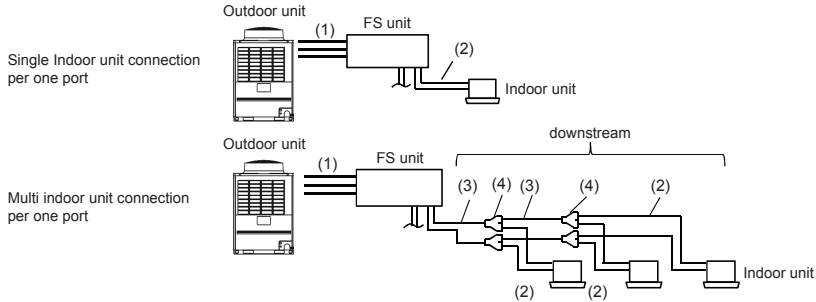 Outdoor unit
FS unit
(1)
(2)
Single Indoor unit connection
per one port
Indoor unit
Outdoor unit
downstream
FS unit
(1)
(3)
(4)
(3)
(4)
(2)
Multi indoor unit connection
per one port
Indoor unit
(2)
(2)